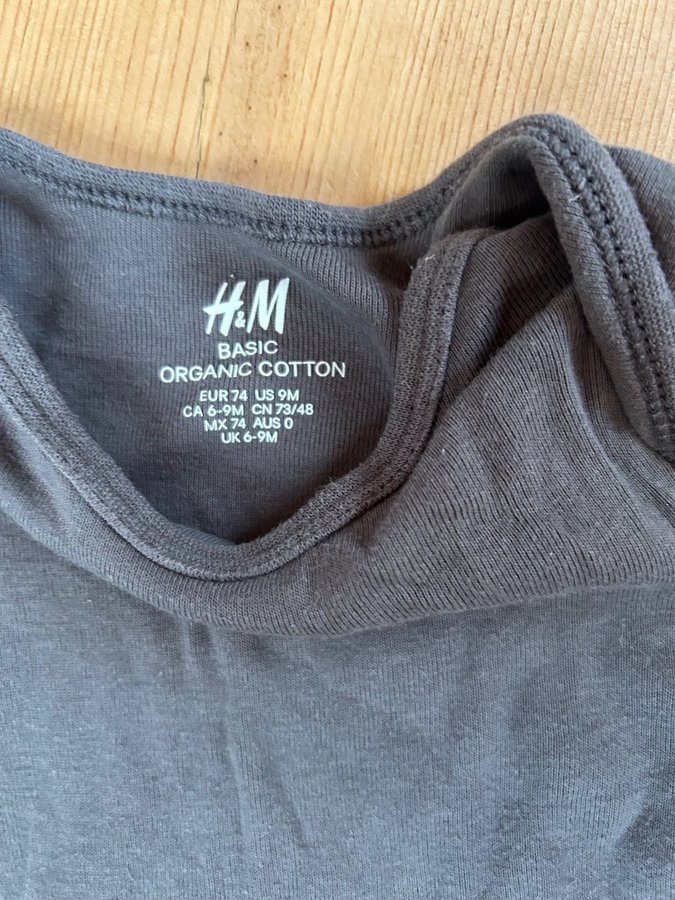 H&M
BASIC
ORGANIC COTTON
EUR 74 US 9M
CA 6-9M CN 73/48
MX 74 AUS 0
UK 6-9M